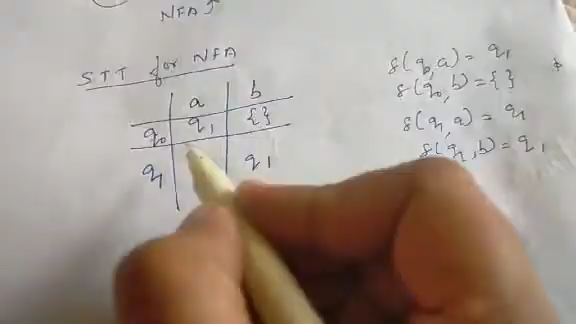 NFA
STT for NFA
a b
q0 q1 {}
q1 q1
δ(q0, a) = q1
δ(q0, b) = {}
δ(q1, a) = q1
δ(q1, b) = q1